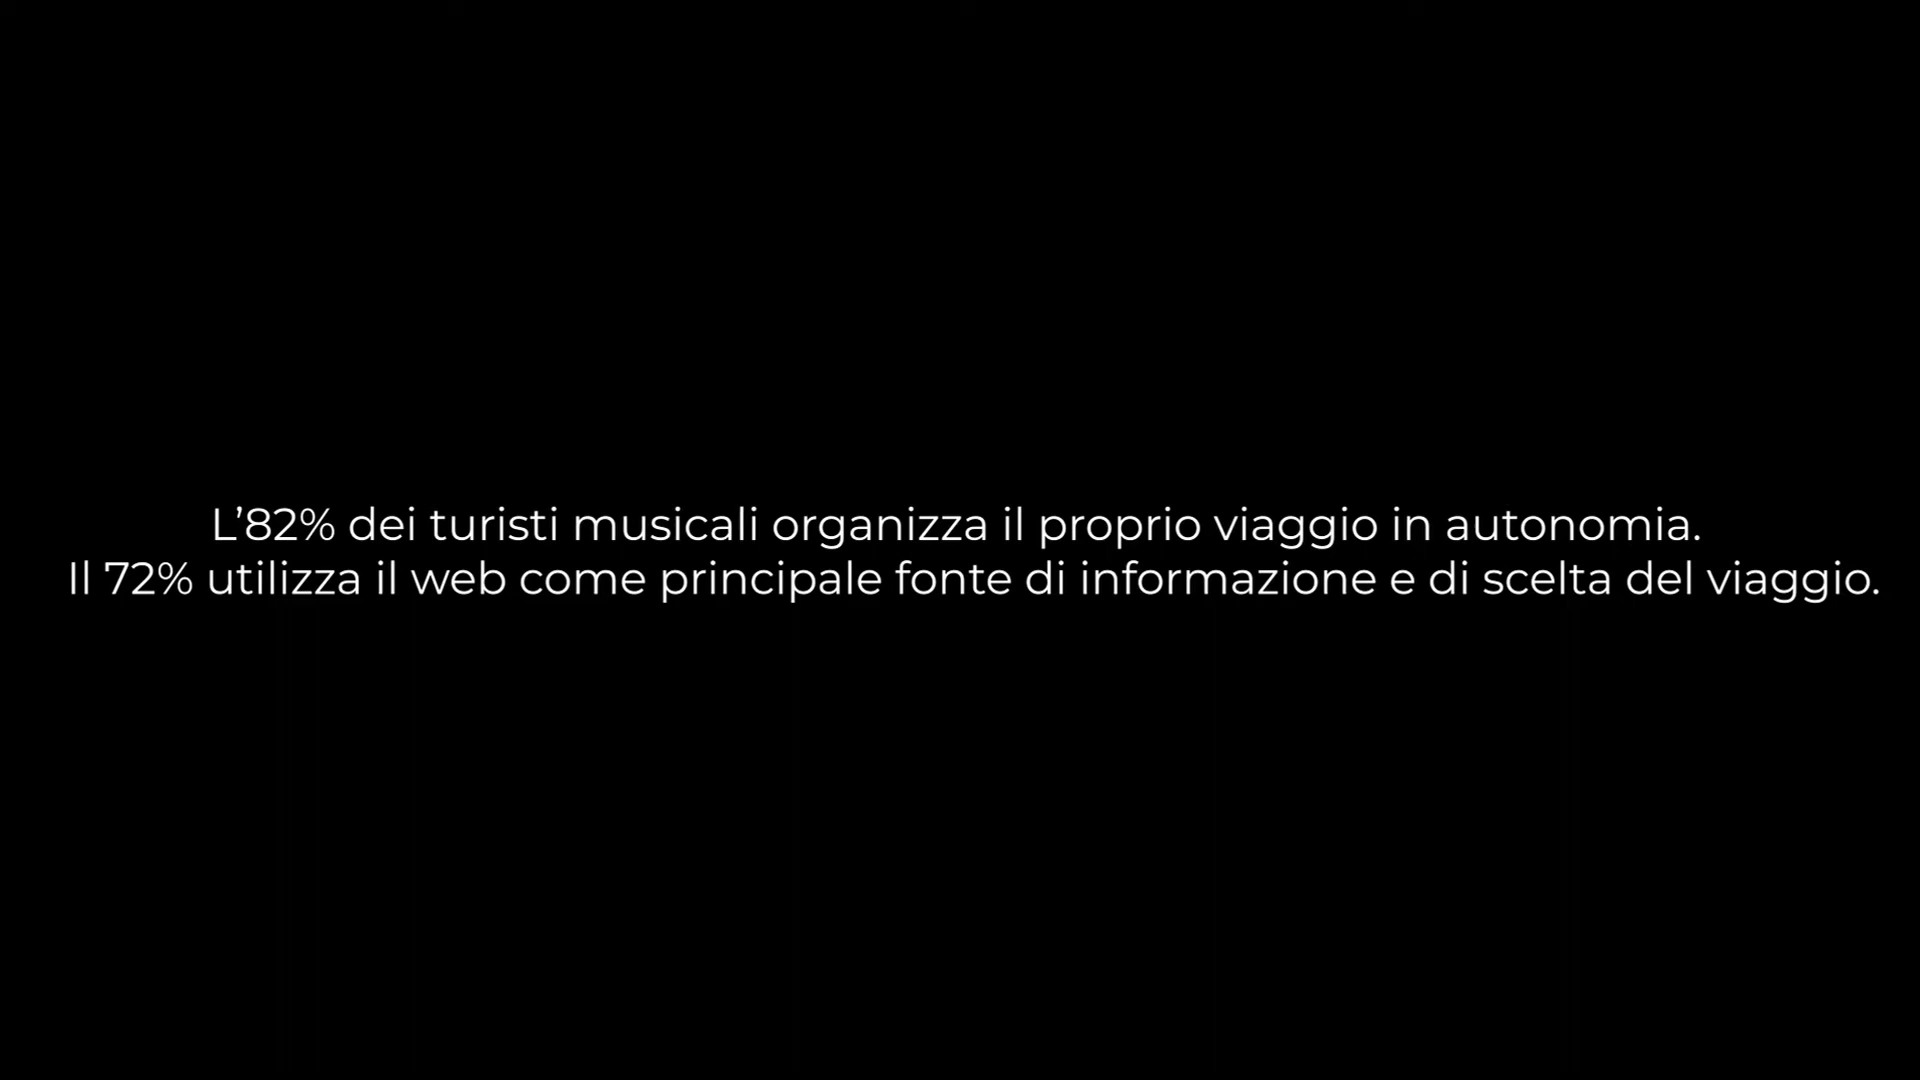 L’82% dei turisti musicali organizza il proprio viaggio in autonomia.
Il 72% utilizza il web come principale fonte di informazione e di scelta del viaggio.